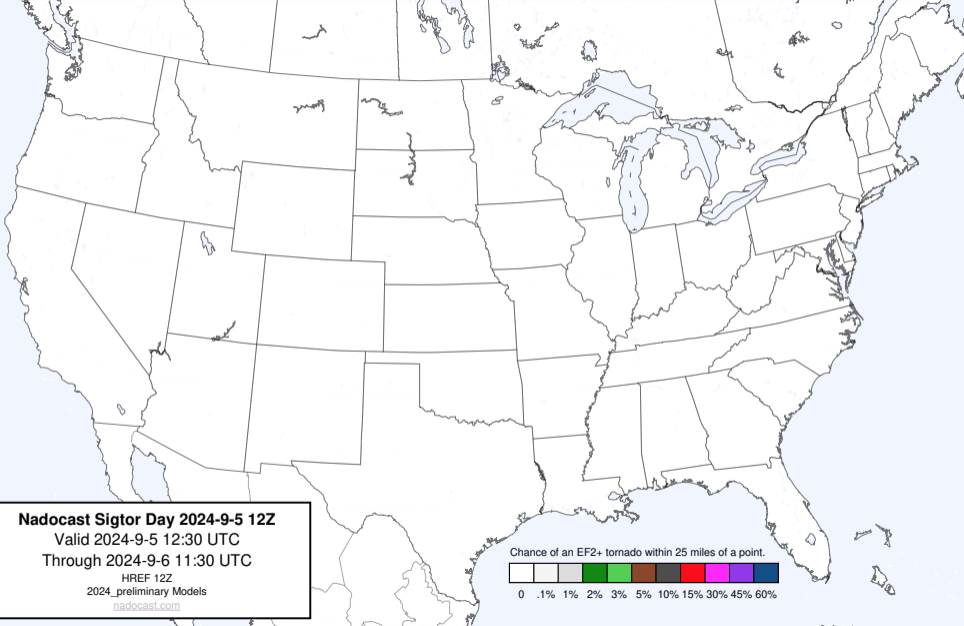 Nadocast Sigtor Day 2024-9-5 12Z
Valid 2024-9-5 12:30 UTC
Through 2024-9-6 11:30 UTC
HREF 12Z
2024_preliminary Models
nadocast.com
Chance of an EF2+ tornado within 25 miles of a point.
0 .1% 1% 2% 3% 5% 10% 15% 30% 45% 60%